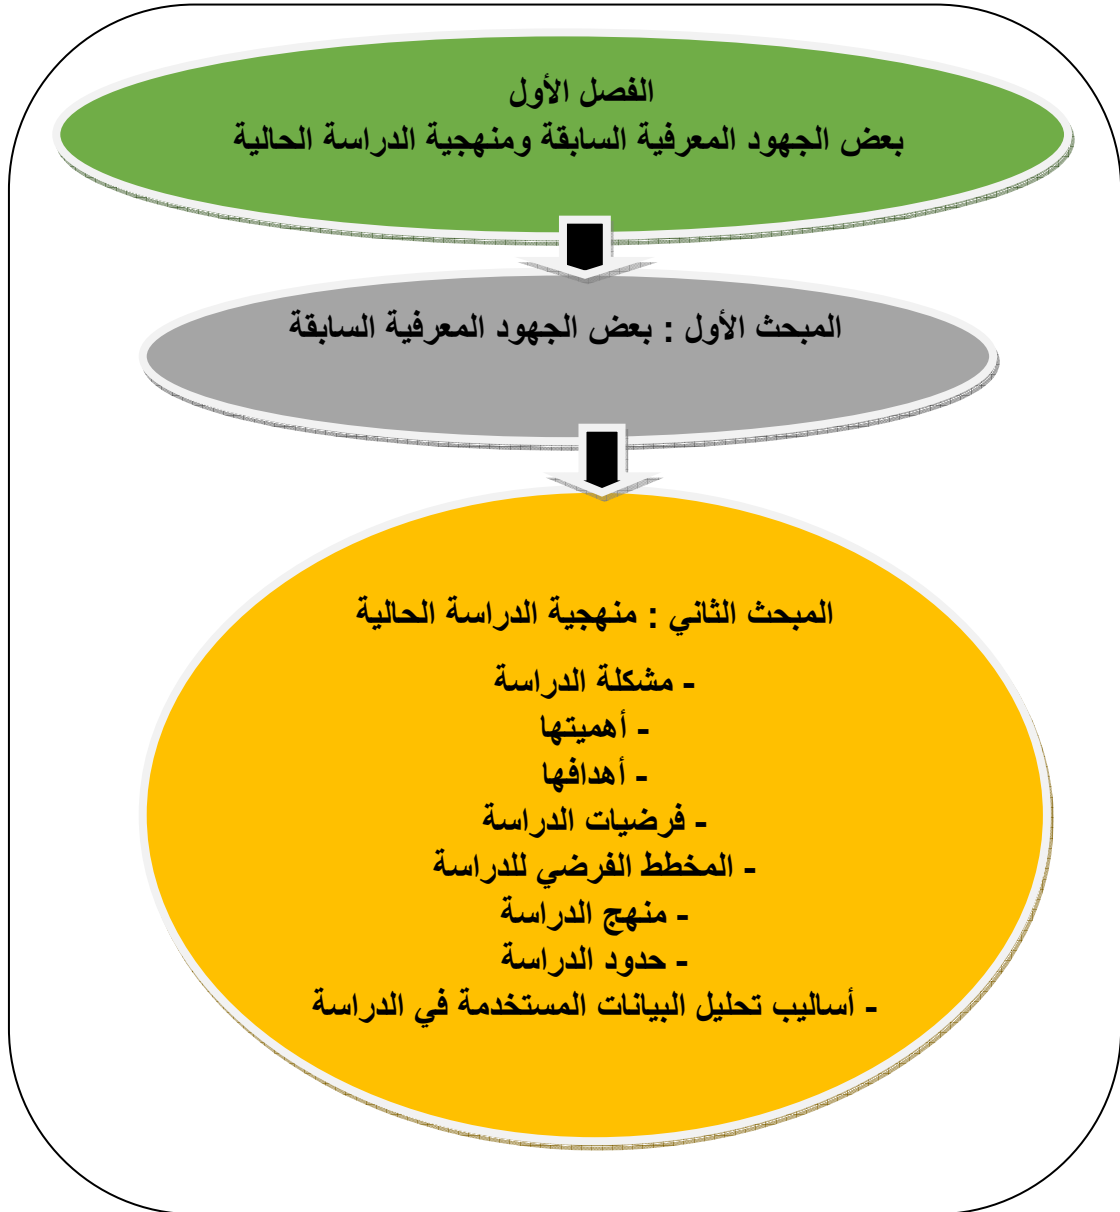 الفصل الأول
بعض الجهود المعرفية السابقة ومنهجية الدراسة الحالية
المبحث الأول : بعض الجهود المعرفية السابقة
المبحث الثاني : منهجية الدراسة الحالية
- مشكلة الدراسة
- أهميتها
- أهدافها
- فرضيات الدراسة
- المخطط الفرضي للدراسة
- منهج الدراسة
- حدود الدراسة
- أساليب تحليل البيانات المستخدمة في الدراسة